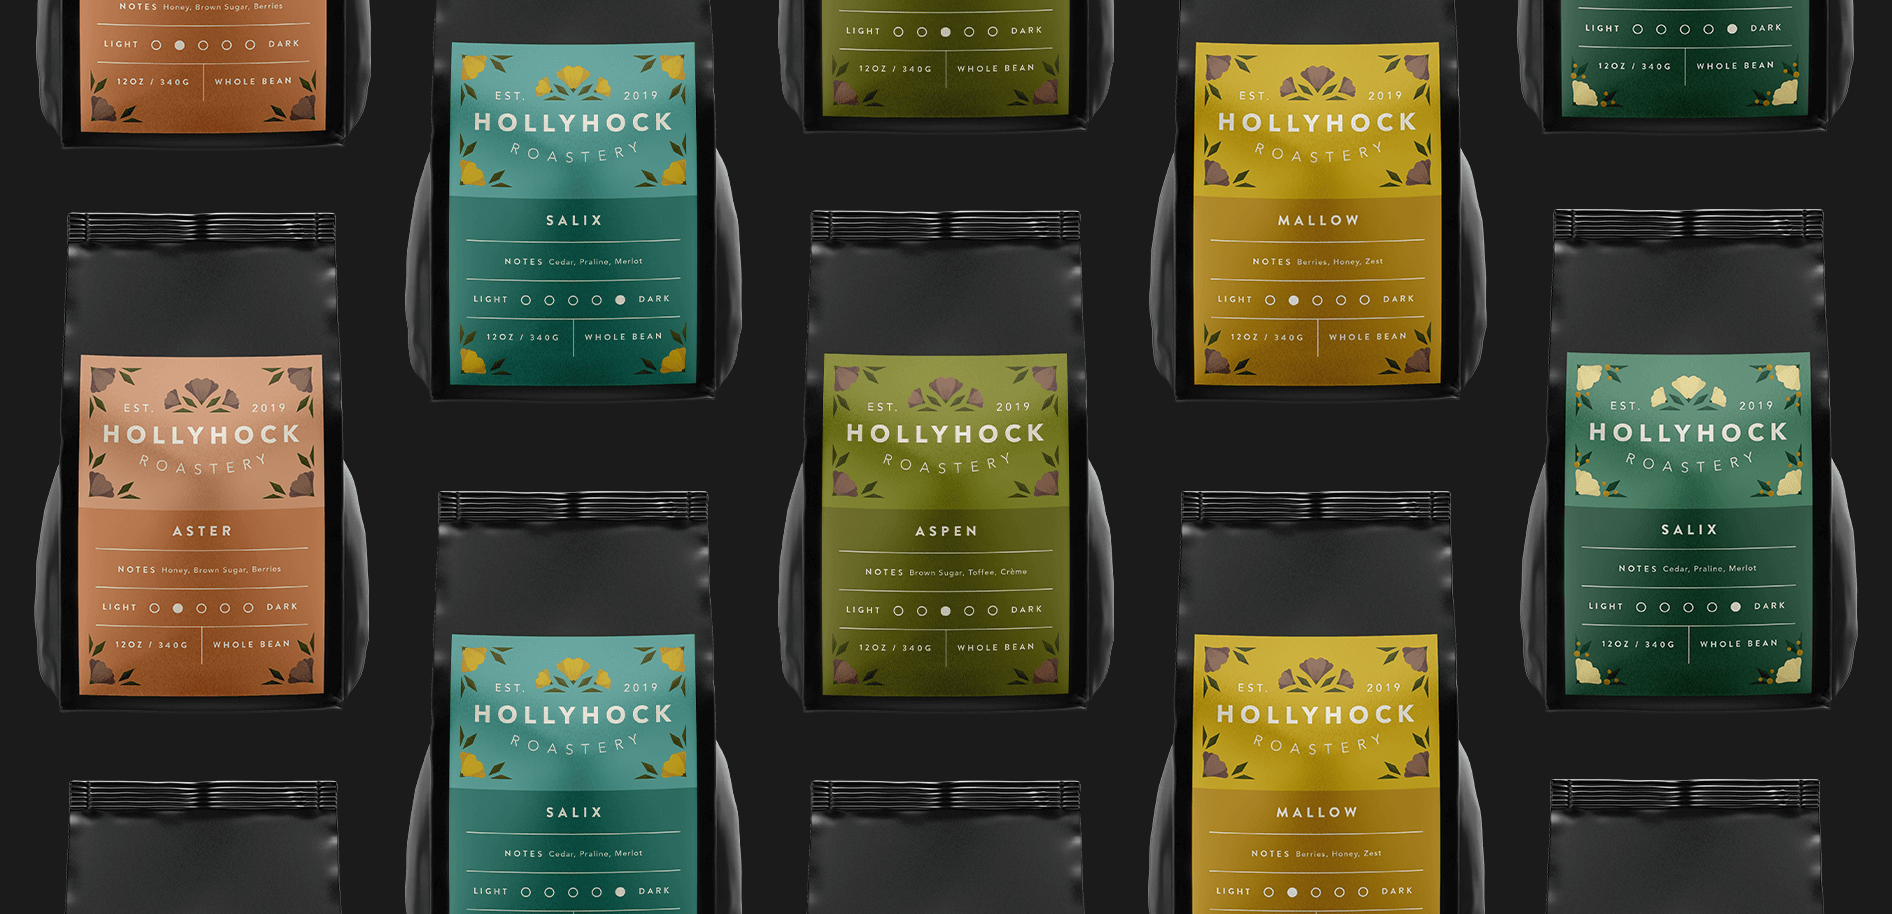 NOTES Honey, Brown Sugar, Berries
LIGHT DARK
12OZ / 340G WHOLE BEAN
EST. 2019
HOLLYHOCK
ROASTERY
ASTER
NOTES Honey, Brown Sugar, Berries
LIGHT DARK
12OZ / 340G WHOLE BEAN
EST. 2019
HOLLYHOCK
ROASTERY
SALIX
NOTES Cedar, Praline, Merlot
LIGHT DARK
12OZ / 340G WHOLE BEAN
EST. 2019
HOLLYHOCK
ROASTERY
SALIX
NOTES Cedar, Praline, Merlot
LIGHT DARK
LIGHT DARK
12OZ / 340G WHOLE BEAN
EST. 2019
HOLLYHOCK
ROASTERY
ASPEN
NOTES Brown Sugar, Toffee, Crème
LIGHT DARK
12OZ / 340G WHOLE BEAN
EST. 2019
HOLLYHOCK
ROASTERY
MALLOW
NOTES Berries, Honey, Zest
LIGHT DARK
12OZ / 340G WHOLE BEAN
EST. 2019
HOLLYHOCK
ROASTERY
MALLOW
NOTES Berries, Honey, Zest
LIGHT DARK
LIGHT DARK
12OZ / 340G WHOLE BEAN
EST. 2019
HOLLYHOCK
ROASTERY
SALIX
NOTES Cedar, Praline, Merlot
LIGHT DARK
12OZ / 340G WHOLE BEAN